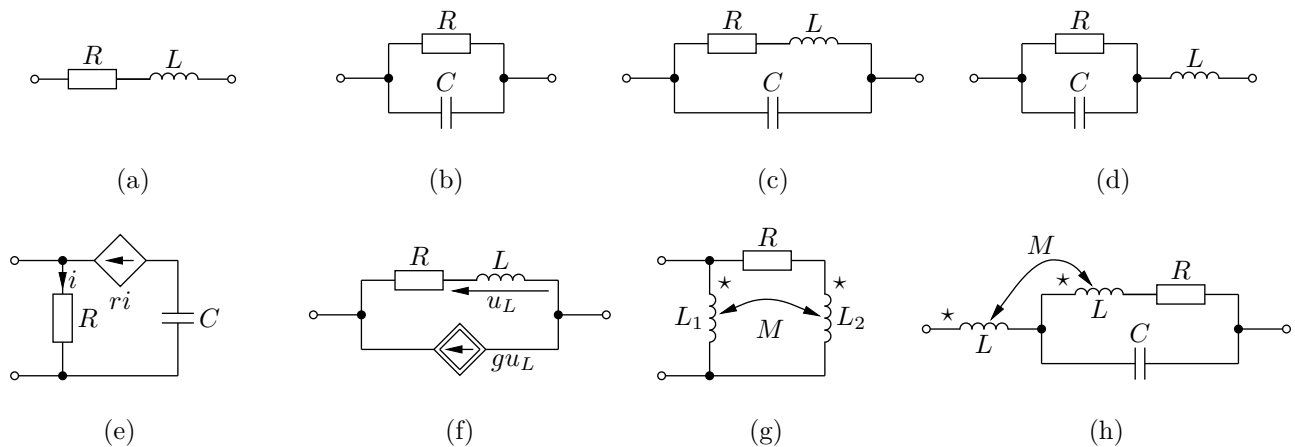 R L
R
C
R L
C
R
C L
(a) (b) (c) (d)
i
ri
R C
R L
u_L
gu_L
R
⋆ ⋆
L_1 M L_2
M
⋆ ⋆ R
L L
C
(e) (f) (g) (h)